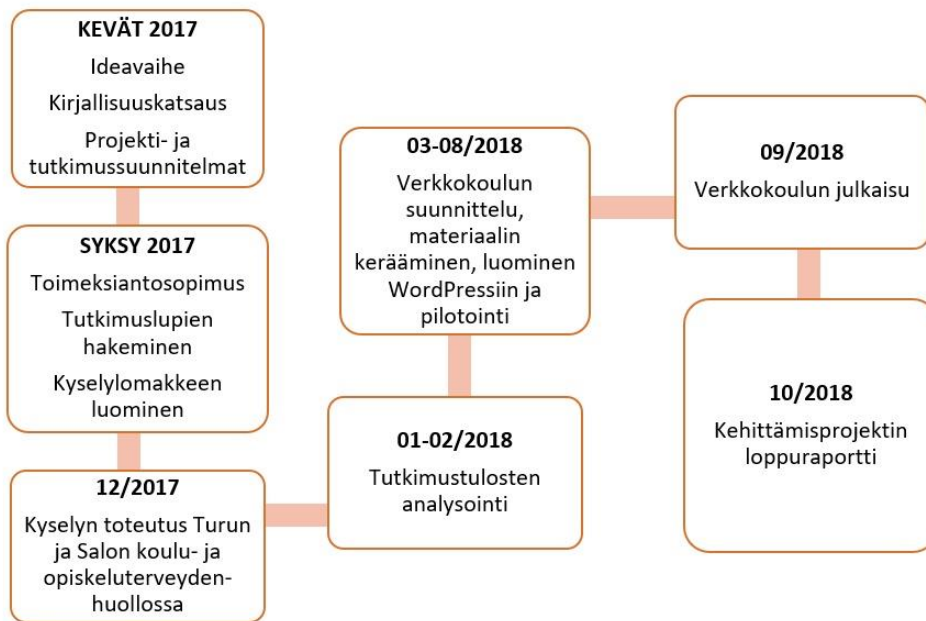 KEVÄT 2017
Ideavaihe
Kirjallisuuskatsaus
Projekti- ja
tutkimussuunnitelmat
SYKSY 2017
Toimeksiantosopimus
Tutkimuslupien
hakeminen
Kyselylomakkeen
luominen
12/2017
Kyselyn toteutus Turun
ja Salon koulu- ja
opiskeluterveyden-
huollossa
01-02/2018
Tutkimustulosten
analysointi
03-08/2018
Verkkokoulun
suunnittelu,
materiaalin
kerääminen, luominen
WordPressiin ja
pilotointi
09/2018
Verkkokoulun julkaisu
10/2018
Kehittämisprojektin
loppuraportti